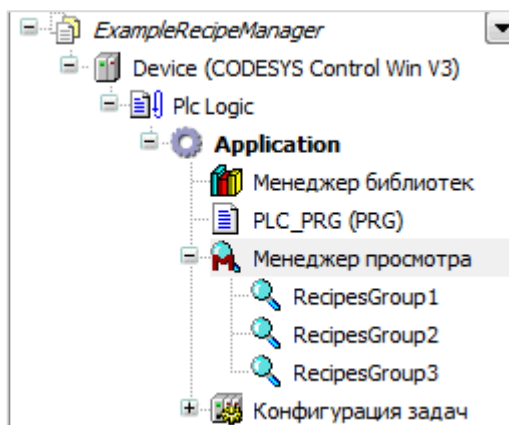 ExampleRecipeManager
Device (CODESYS Control Win V3)
Plc Logic
Application
Менеджер библиотек
PLC_PRG (PRG)
Менеджер просмотра
RecipesGroup1
RecipesGroup2
RecipesGroup3
Конфигурация задач